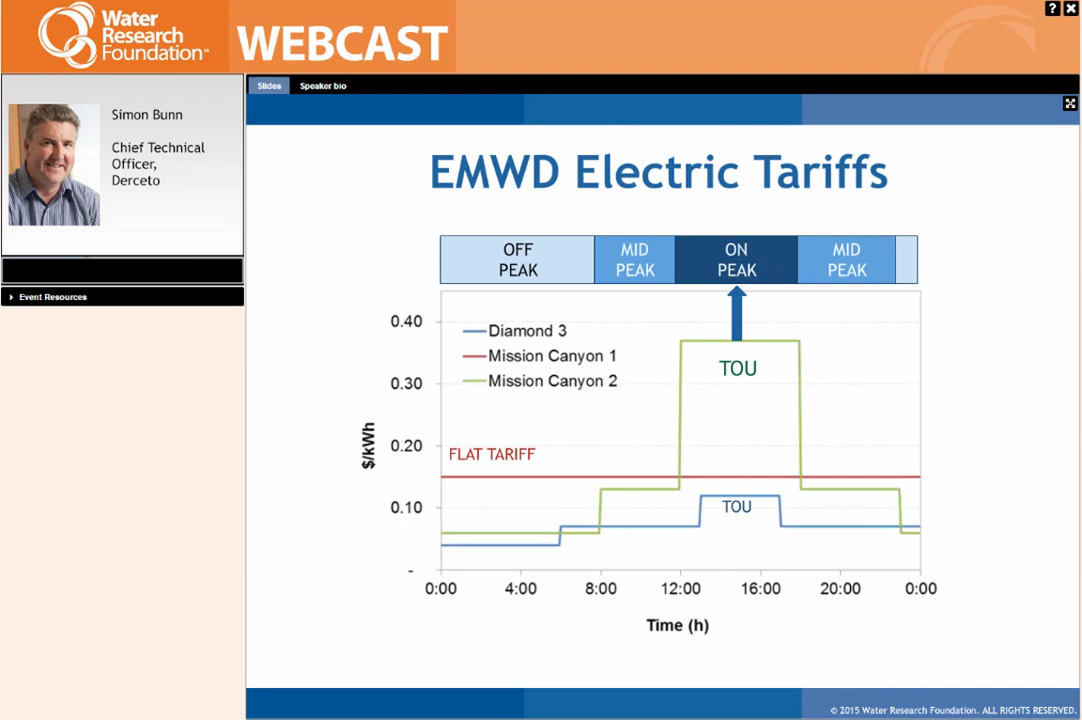 Water
Research
Foundation™
WEBCAST
?
Simon Bunn
Chief Technical
Officer,
Derceto
Event Resources
Slides
Speaker bio
EMWD Electric Tariffs
OFF
PEAK
MID
PEAK
ON
PEAK
MID
PEAK
Diamond 3
Mission Canyon 1
Mission Canyon 2
TOU
FLAT TARIFF
TOU
$/kWh
0.40
0.30
0.20
0.10
-
0:00
4:00
8:00
12:00
16:00
20:00
0:00
Time (h)
© 2015 Water Research Foundation. ALL RIGHTS RESERVED.